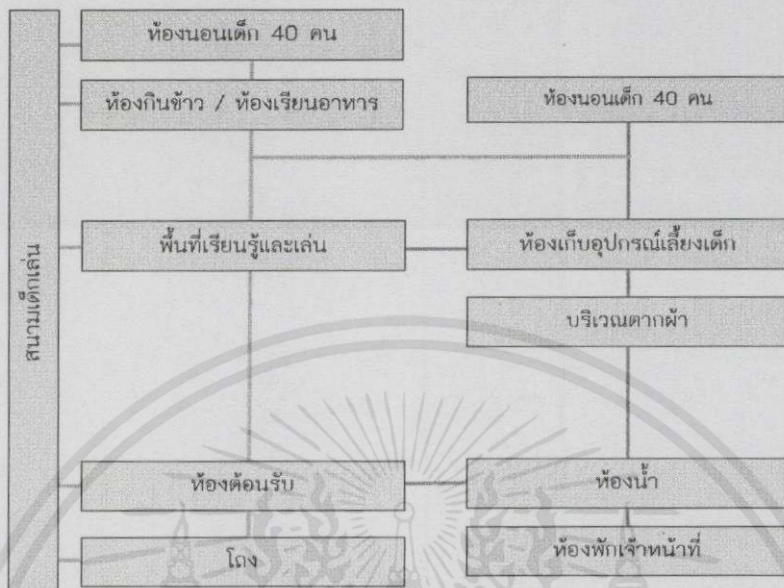 ห้องนอนเด็ก 40 คน
ห้องกินข้าว / ห้องเรียนอาหาร
ห้องนอนเด็ก 40 คน
สนามเด็กเล่น
พื้นที่เรียนรู้และเล่น
ห้องเก็บอุปกรณ์เลี้ยงเด็ก
บริเวณตากผ้า
ห้องต้อนรับ
ห้องน้ำ
โถง
ห้องพักเจ้าหน้าที่